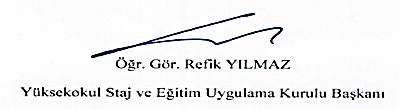 Öğr. Gör. Refik YILMAZ
Yüksekokul Staj ve Eğitim Uygulama Kurulu Başkanı